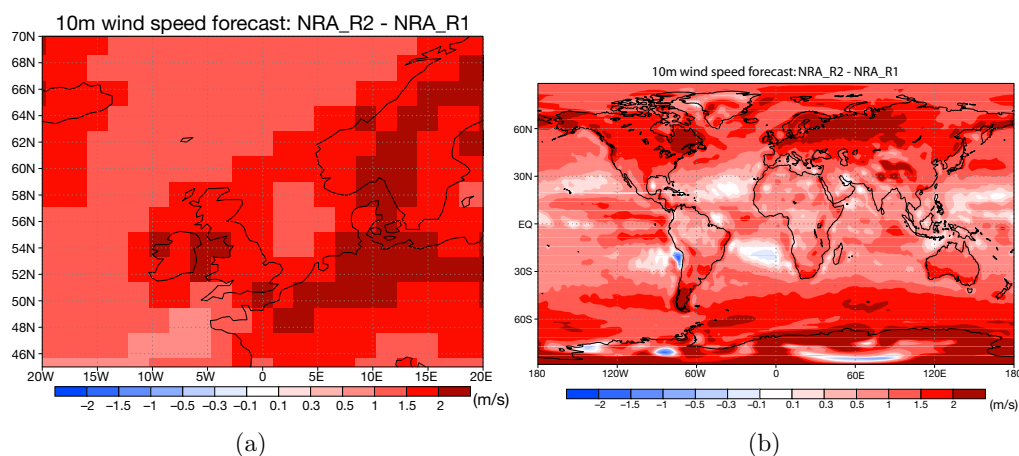 10m wind speed forecast: NRA_R2 - NRA_R1
70N
68N
66N
64N
62N
60N
58N
56N
54N
52N
50N
48N
46N
20W 15W 10W 5W 0 5E 10E 15E 20E
−2 −1.5 −1 −0.5 −0.3 −0.1 0.1 0.3 0.5 1 1.5 2 (m/s)
(a)
10m wind speed forecast: NRA_R2 - NRA_R1
60N
30N
EQ
30S
60S
180 120W 60W 0 60E 120E 180
−2 −1.5 −1 −0.5 −0.3 −0.1 0.1 0.3 0.5 1 1.5 2 (m/s)
(b)